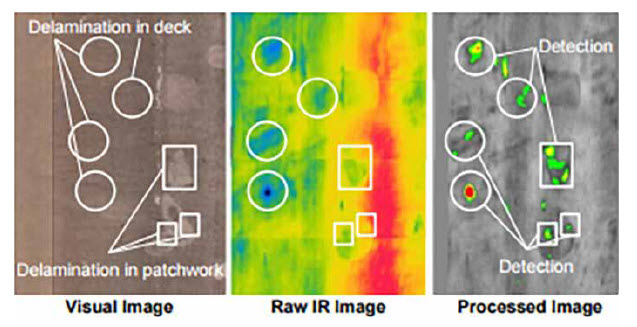 Delamination in deck
Delamination in patchwork
Detection
Detection
Visual Image
Raw IR Image
Processed Image